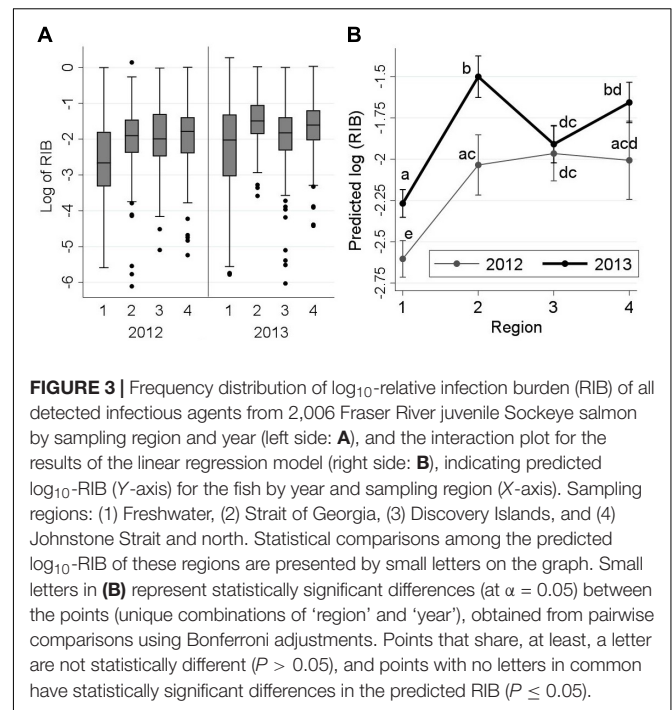 A
B
0
-1
-2
-3
-4
-5
-6
Log of RIB
1 2 3 4 1 2 3 4
2012 2013
-1.5
-1.75
-2
-2.25
-2.5
-2.75
Predicted log (RIB)
b
bd
dc
acd
ac
dc
a
e
2012 2013
1 2 3 4
Region
FIGURE 3 | Frequency distribution of log10-relative infection burden (RIB) of all
detected infectious agents from 2,006 Fraser River juvenile Sockeye salmon
by sampling region and year (left side: A), and the interaction plot for the
results of the linear regression model (right side: B), indicating predicted
log10-RIB (Y-axis) for the fish by year and sampling region (X-axis). Sampling
regions: (1) Freshwater, (2) Strait of Georgia, (3) Discovery Islands, and (4)
Johnstone Strait and north. Statistical comparisons among the predicted
log10-RIB of these regions are presented by small letters on the graph. Small
letters in (B) represent statistically significant differences (at α = 0.05) between
the points (unique combinations of ‘region’ and ‘year’), obtained from pairwise
comparisons using Bonferroni adjustments. Points that share, at least, a letter
are not statistically different (P > 0.05), and points with no letters in common
have statistically significant differences in the predicted RIB (P ≤ 0.05).